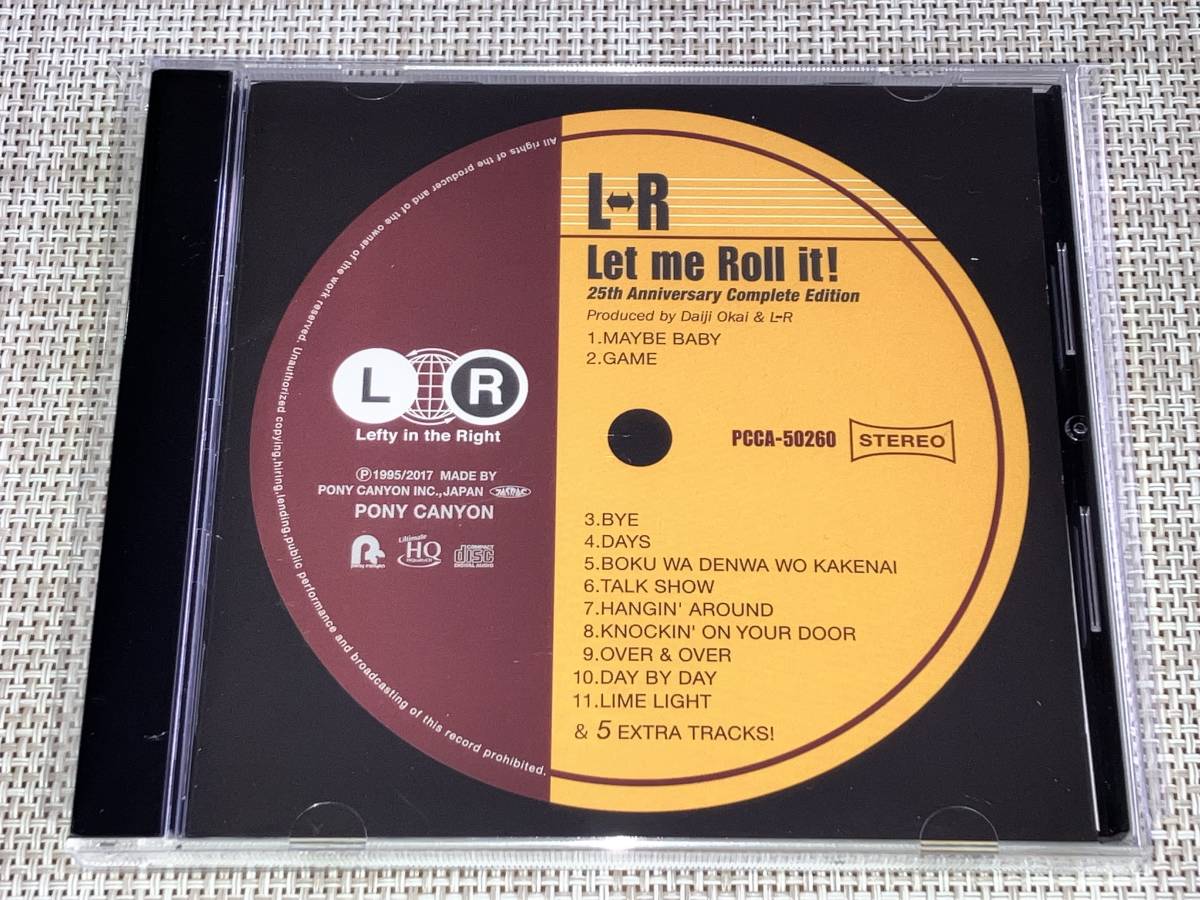 L↔R
Let me Roll it!
25th Anniversary Complete Edition
Produced by Daiji Okai & L↔R
1.MAYBE BABY
2.GAME
PCCA-50260
STEREO
3.BYE
4.DAYS
5.BOKU WA DENWA WO KAKENAI
6.TALK SHOW
7.HANGIN' AROUND
8.KNOCKIN' ON YOUR DOOR
9.OVER & OVER
10.DAY BY DAY
11.LIME LIGHT
& 5 EXTRA TRACKS!
L R
Lefty in the Right
Ⓟ1995/2017 MADE BY
PONY CANYON INC.,JAPAN JASRAC
PONY CANYON
pony canyon
Ultimate
HQ
COMPACT
disc
DIGITAL AUDIO
All rights of the producer and of the owner of the work reserved. Unauthorized copying,hiring,lending,public performance and broadcasting of this record prohibited.